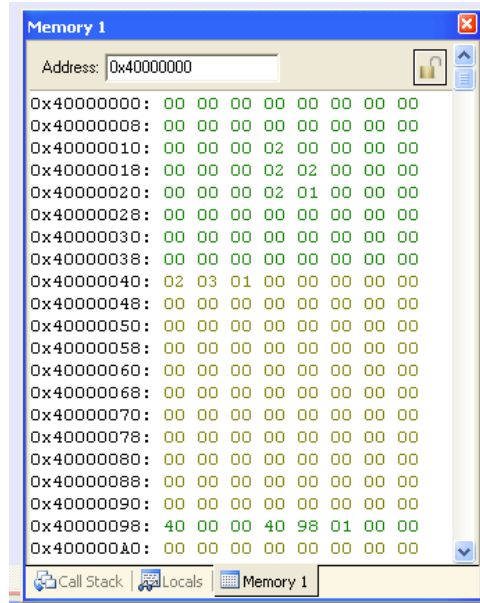 Memory 1
Address: 0x40000000
0x40000000: 00 00 00 00 00 00 00 00
0x40000008: 00 00 00 00 00 00 00 00
0x40000010: 00 00 00 02 00 00 00 00
0x40000018: 00 00 00 02 02 00 00 00
0x40000020: 00 00 00 02 01 00 00 00
0x40000028: 00 00 00 00 00 00 00 00
0x40000030: 00 00 00 00 00 00 00 00
0x40000038: 00 00 00 00 00 00 00 00
0x40000040: 02 03 01 00 00 00 00 00
0x40000048: 00 00 00 00 00 00 00 00
0x40000050: 00 00 00 00 00 00 00 00
0x40000058: 00 00 00 00 00 00 00 00
0x40000060: 00 00 00 00 00 00 00 00
0x40000068: 00 00 00 00 00 00 00 00
0x40000070: 00 00 00 00 00 00 00 00
0x40000078: 00 00 00 00 00 00 00 00
0x40000080: 00 00 00 00 00 00 00 00
0x40000088: 00 00 00 00 00 00 00 00
0x40000090: 00 00 00 00 00 00 00 00
0x40000098: 40 00 00 40 98 01 00 00
0x400000A0: 00 00 00 00 00 00 00 00
Call Stack Locals Memory 1